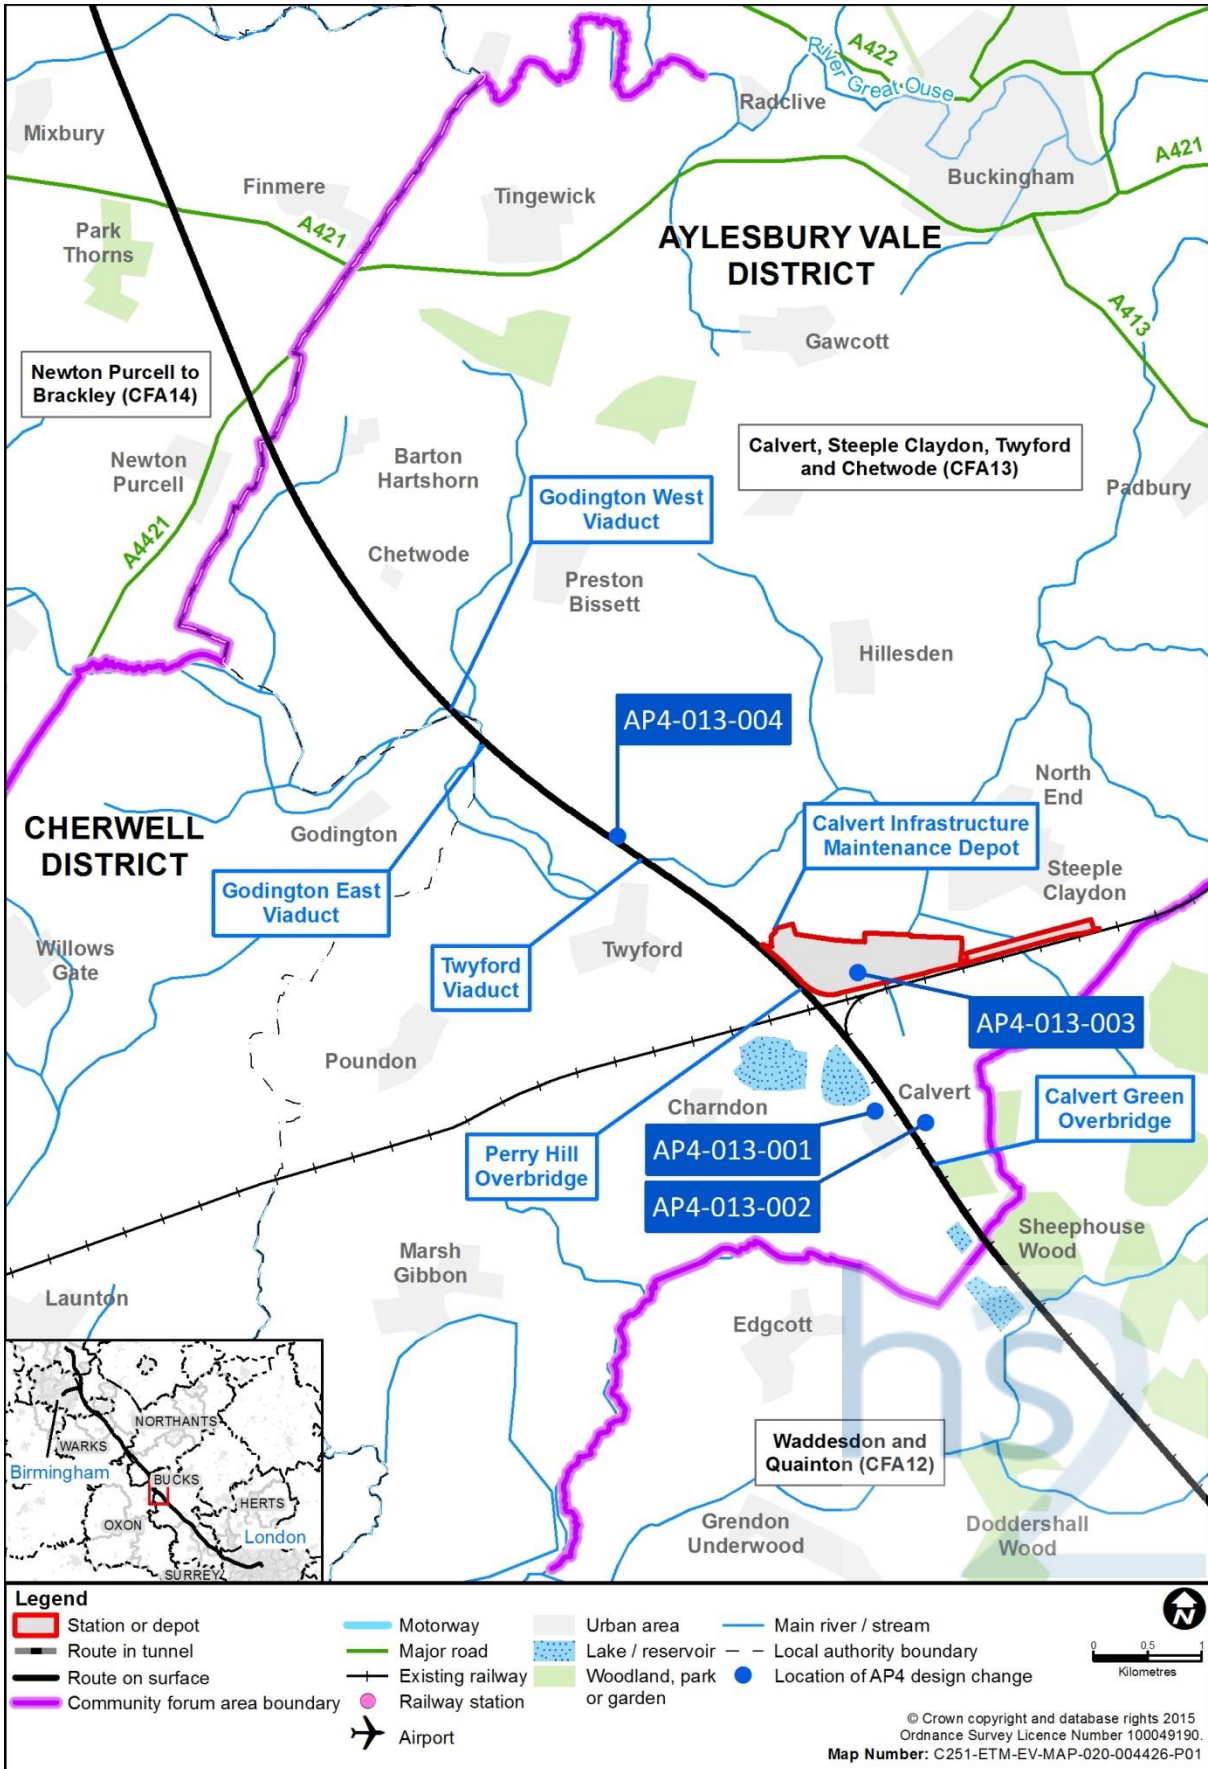 A422
River Great Ouse
Radclive
Mixbury
A421
Buckingham
Finmere
Tingewick
A421
Park
Thorns
AYLESBURY VALE
DISTRICT
A413
Gawcott
Newton Purcell to
Brackley (CFA14)
Calvert, Steeple Claydon, Twyford
and Chetwode (CFA13)
Barton
Hartshorn
Newton
Purcell
Padbury
Godington West
Viaduct
A4421
Chetwode
Preston
Bissett
Hillesden
AP4-013-004
North
End
CHERWELL
DISTRICT
Godington
Calvert Infrastructure
Maintenance Depot
Steeple
Claydon
Godington East
Viaduct
Willows
Gate
Twyford
Twyford
Viaduct
AP4-013-003
Poundon
Calvert
Charndon
Calvert Green
Overbridge
AP4-013-001
Perry Hill
Overbridge
AP4-013-002
Sheephouse
Wood
Marsh
Gibbon
Launton
Edgcott
hs2
Waddesdon and
Quainton (CFA12)
Grendon
Underwood
Doddershall
Wood
NORTHANTS
WARKS
Birmingham
BUCKS
HERTS
OXON
London
SURREY
Legend
Station or depot
Route in tunnel
Route on surface
Community forum area boundary
Motorway
Major road
Existing railway
Railway station
Airport
Urban area
Lake / reservoir
Woodland, park
or garden
Main river / stream
Local authority boundary
Location of AP4 design change
N
0 0.5 1
Kilometres
© Crown copyright and database rights 2015
Ordnance Survey Licence Number 100049190.
Map Number: C251-ETM-EV-MAP-020-004426-P01